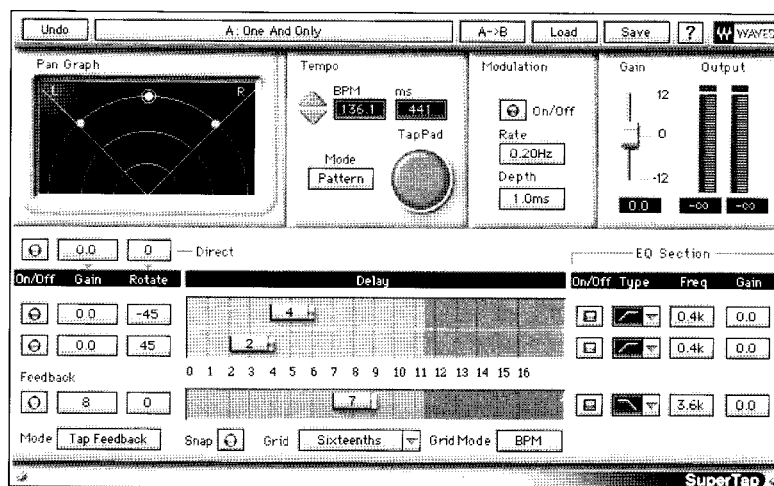 Undo A: One And Only A->B Load Save ? WAVES
Pan Graph Tempo Modulation Gain Output
L R
BPM ms
136.1 441
TapPad
Mode
Pattern
On/Off
Rate
0.20Hz
Depth
1.0ms
12
0
-12
0.0 -∞ -∞
0.0 0 Direct EQ Section
On/Off Gain Rotate Delay On/Off Type Freq Gain
0.0 -45 4 0.4k 0.0
0.0 45 2 0.4k 0.0
0 1 2 3 4 5 6 7 8 9 10 11 12 13 14 15 16
Feedback
8 0 7 3.6k 0.0
Mode Tap Feedback Snap Grid Sixteenths Grid Mode BPM
SuperTap